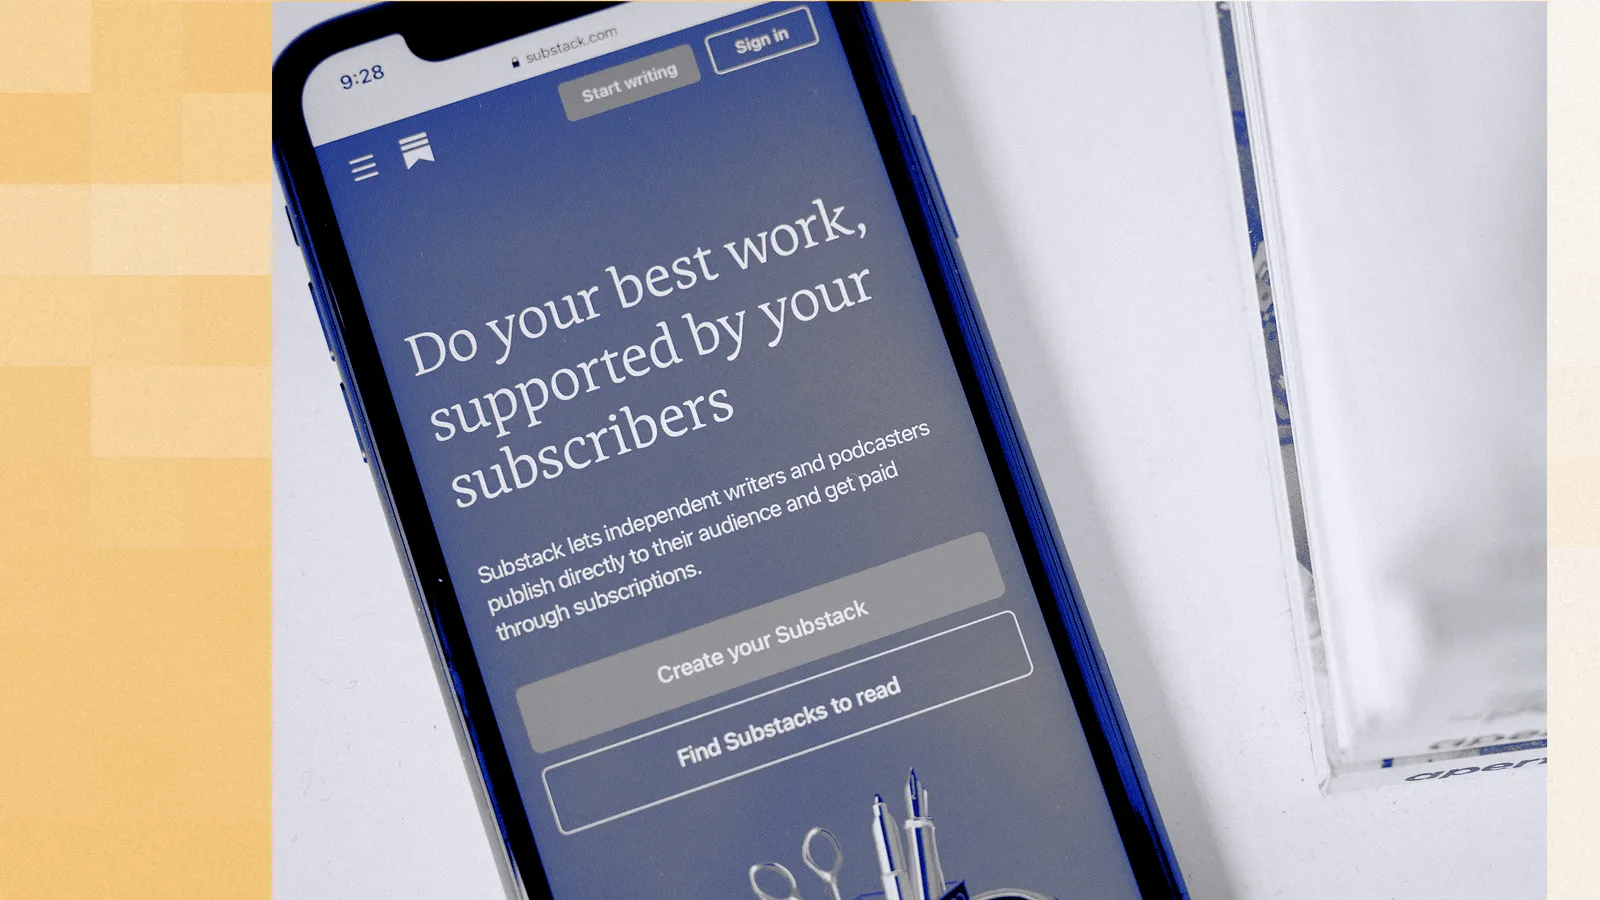 9:28
substack.com
Start writing
Sign in
Do your best work,
supported by your
subscribers
Substack lets independent writers and podcasters
publish directly to their audience and get paid
through subscriptions.
Create your Substack
Find Substacks to read